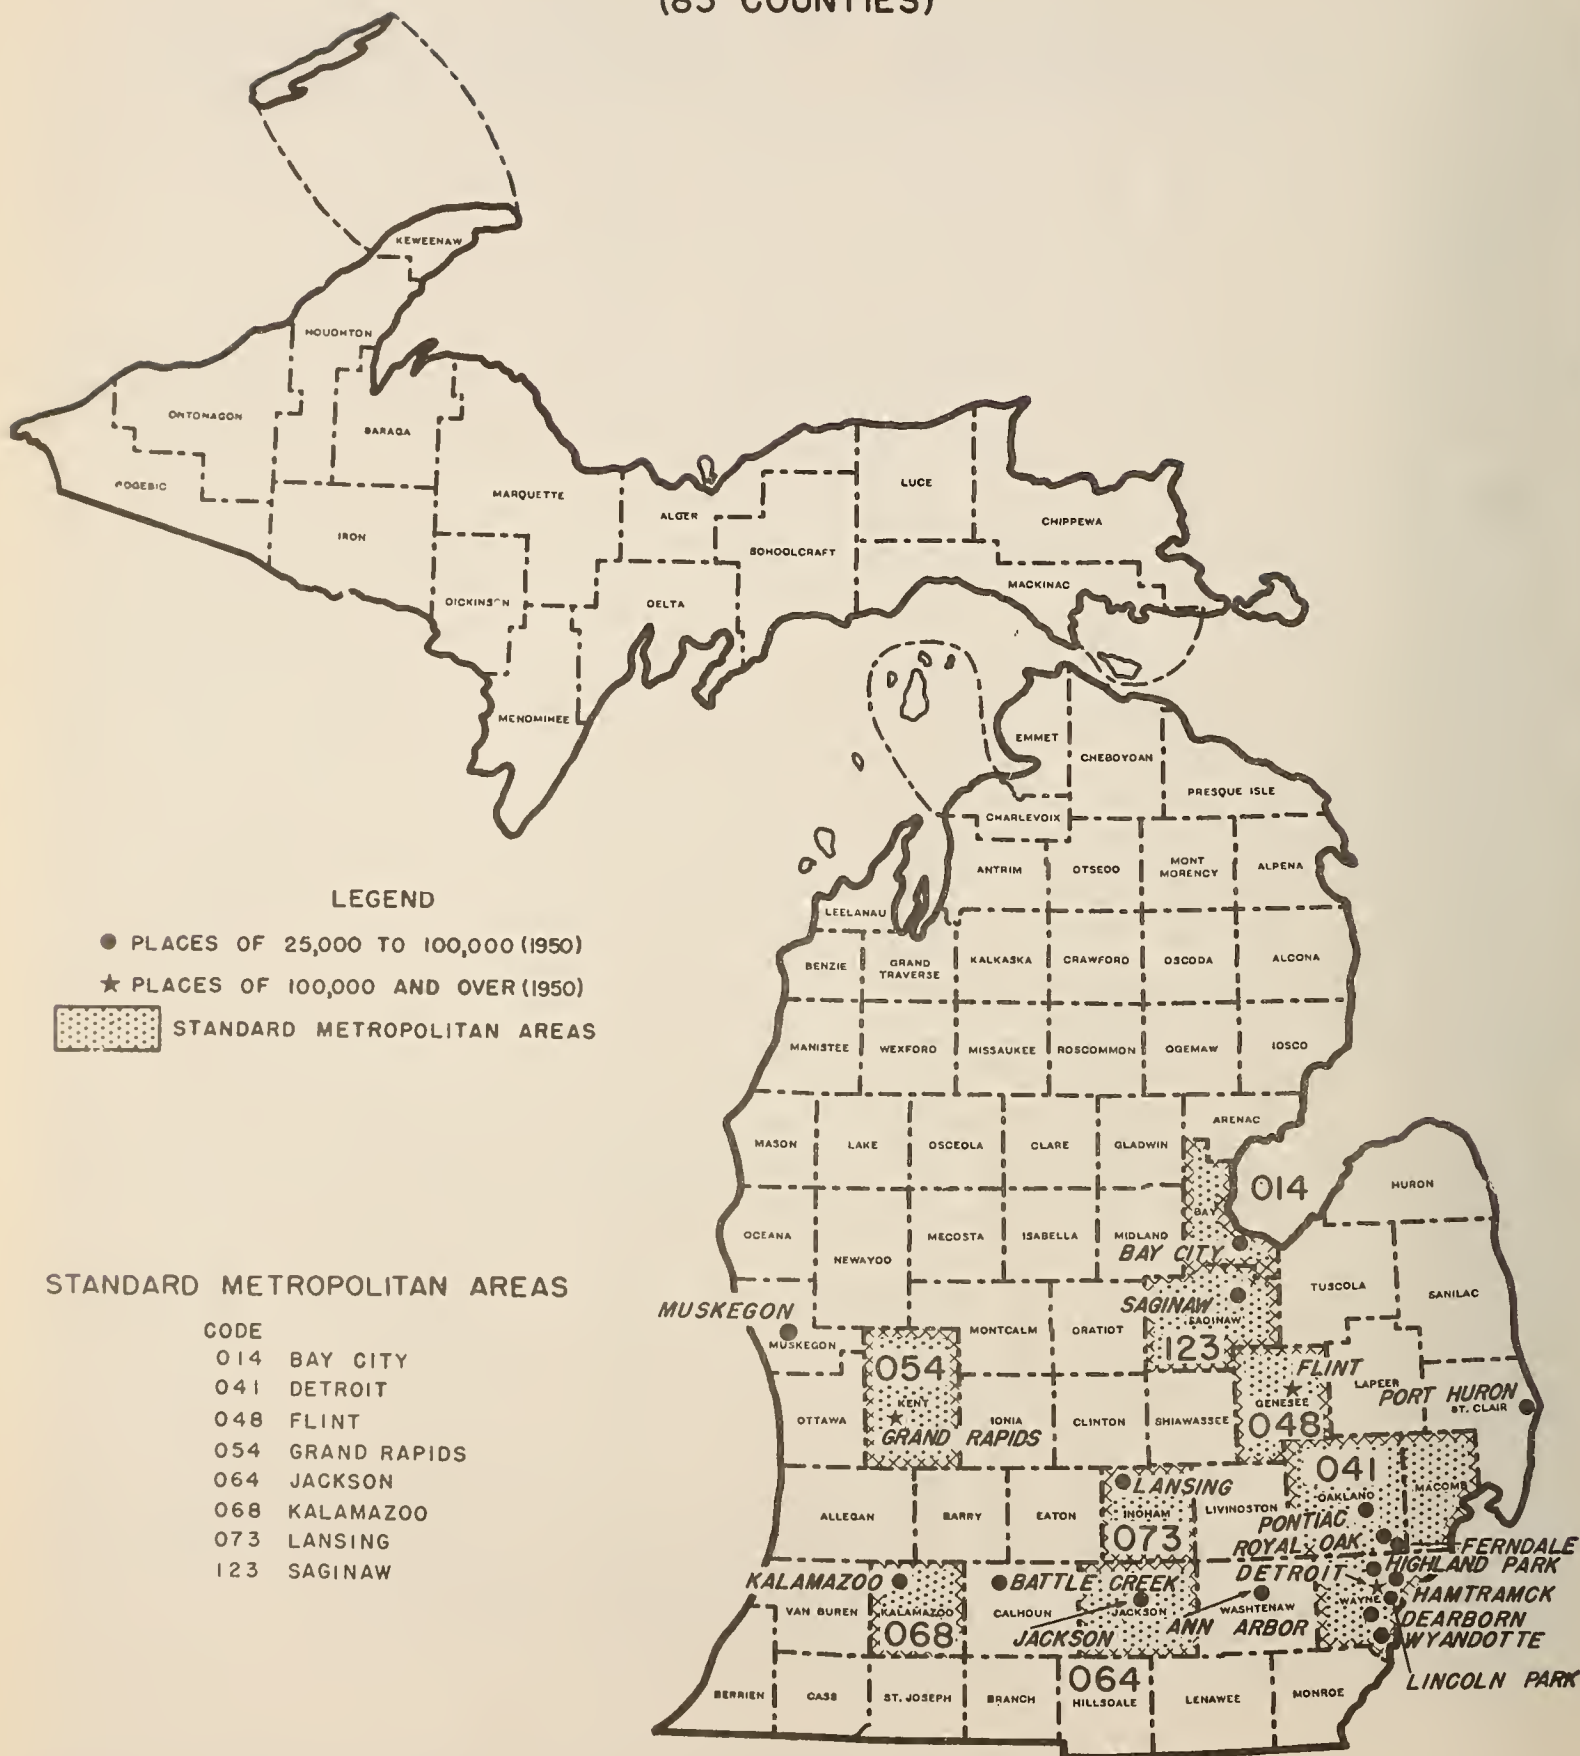 (83 COUNTIES)
KEWEENAW
HOUGHTON
ONTONAGON
BARAGA
GOGEBIC
MARQUETTE
LUCE
ALGER
CHIPPEWA
IRON
SCHOOLCRAFT
MACKINAC
DICKINSON
DELTA
MENOMINEE
EMMET
CHEBOYGAN
PRESQUE ISLE
CHARLEVOIX
ANTRIM
OTSEGO
MONT
MORENCY
ALPENA
LEGEND
PLACES OF 25,000 TO 100,000 (1950)
PLACES OF 100,000 AND OVER (1950)
STANDARD METROPOLITAN AREAS
LEELANAU
BENZIE
GRAND
TRAVERSE
KALKASKA
CRAWFORD
OSCODA
ALCONA
MANISTEE
WEXFORD
MISSAUKEE
ROSCOMMON
OGEMAW
IOSCO
ARENAC
MASON
LAKE
OSCEOLA
CLARE
GLADWIN
014
HURON
BAY
OCEANA
NEWAYGO
MECOSTA
ISABELLA
MIDLAND
BAY CITY
TUSCOLA
SANILAC
MUSKEGON
MUSKEGON
MONTCALM
GRATIOT
SAGINAW
SAGINAW
123
054
KENT
GRAND RAPIDS
OTTAWA
IONIA
CLINTON
SHIAWASSEE
FLINT
GENESEE
048
LAPEER
PORT HURON
ST. CLAIR
STANDARD METROPOLITAN AREAS
CODE
014 BAY CITY
041 DETROIT
048 FLINT
054 GRAND RAPIDS
064 JACKSON
068 KALAMAZOO
073 LANSING
123 SAGINAW
ALLEGAN
BARRY
EATON
LANSING
INGHAM
073
LIVINGSTON
041
OAKLAND
MACOMB
PONTIAC
ROYAL OAK
FERNDALE
HIGHLAND PARK
DETROIT
HAMTRAMCK
WAYNE
DEARBORN
WYANDOTTE
LINCOLN PARK
KALAMAZOO
VAN BUREN
KALAMAZOO
068
BATTLE CREEK
CALHOUN
JACKSON
JACKSON
WASHTENAW
ANN ARBOR
064
BERRIEN
CASS
ST. JOSEPH
BRANCH
HILLSDALE
LENAWEE
MONROE